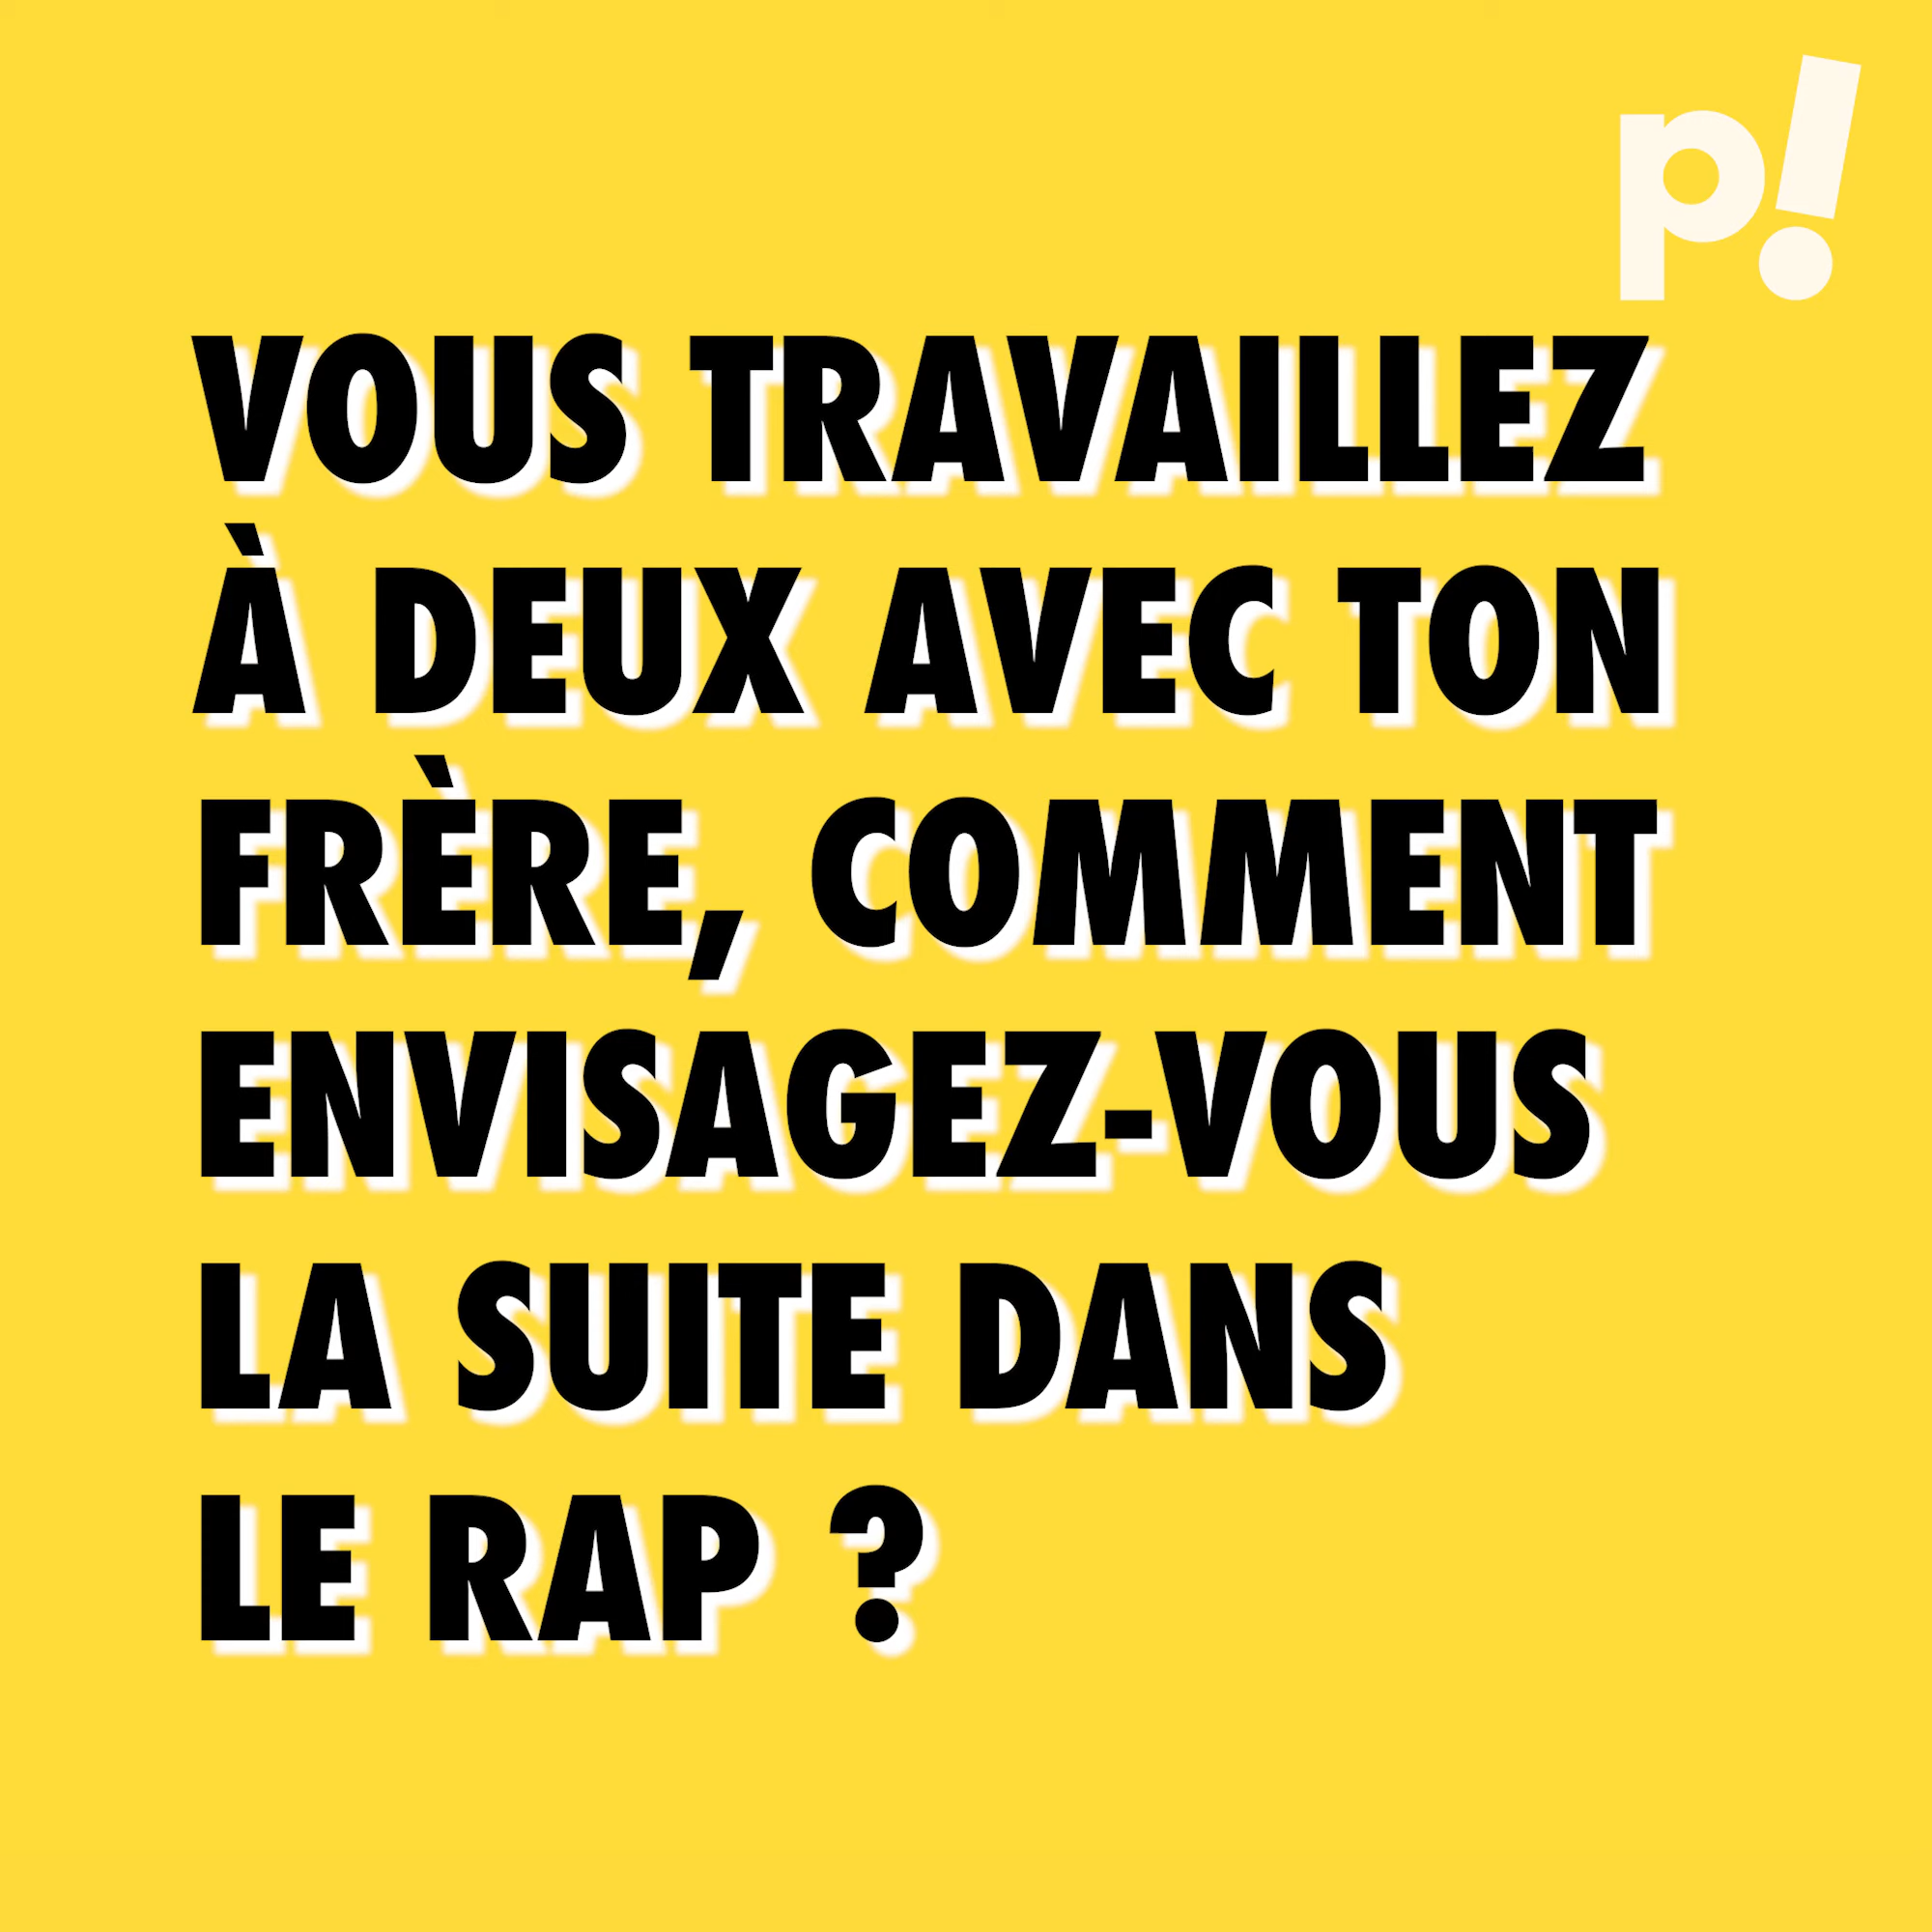 p!
VOUS TRAVAILLEZ
À DEUX AVEC TON
FRÈRE, COMMENT
ENVISAGEZ-VOUS
LA SUITE DANS
LE RAP ?